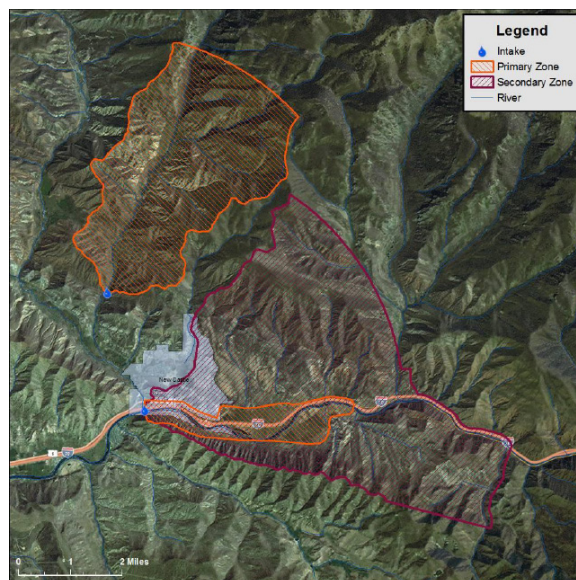 Legend
Intake
Primary Zone
Secondary Zone
River
New Castle
0 1 2 Miles